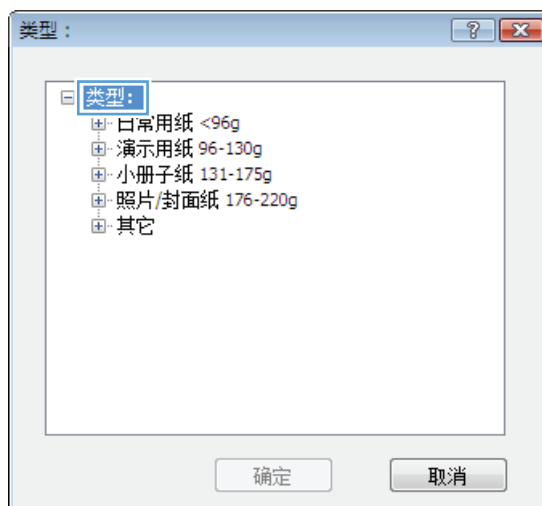 类型：
类型：
日常用纸 <96g
演示用纸 96-130g
小册子纸 131-175g
照片/封面纸 176-220g
其它
确定 取消